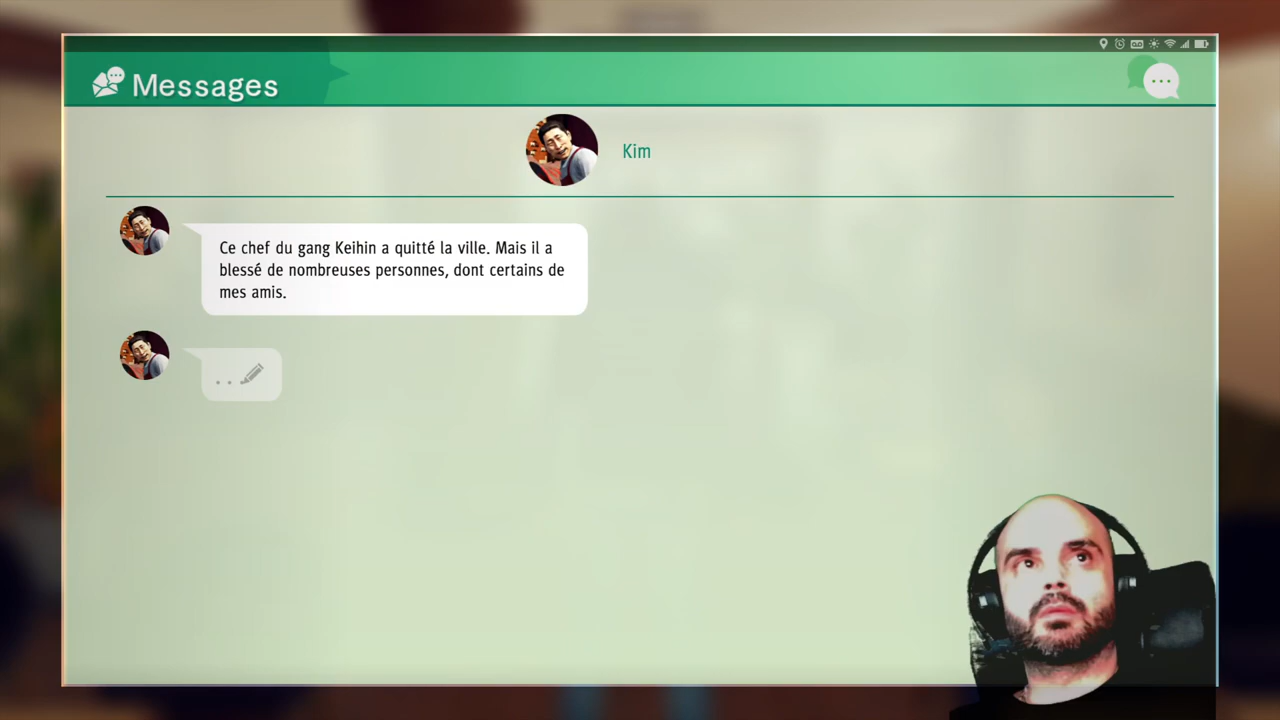 Messages
Kim
Ce chef du gang Keihin a quitté la ville. Mais il a
blessé de nombreuses personnes, dont certains de
mes amis.